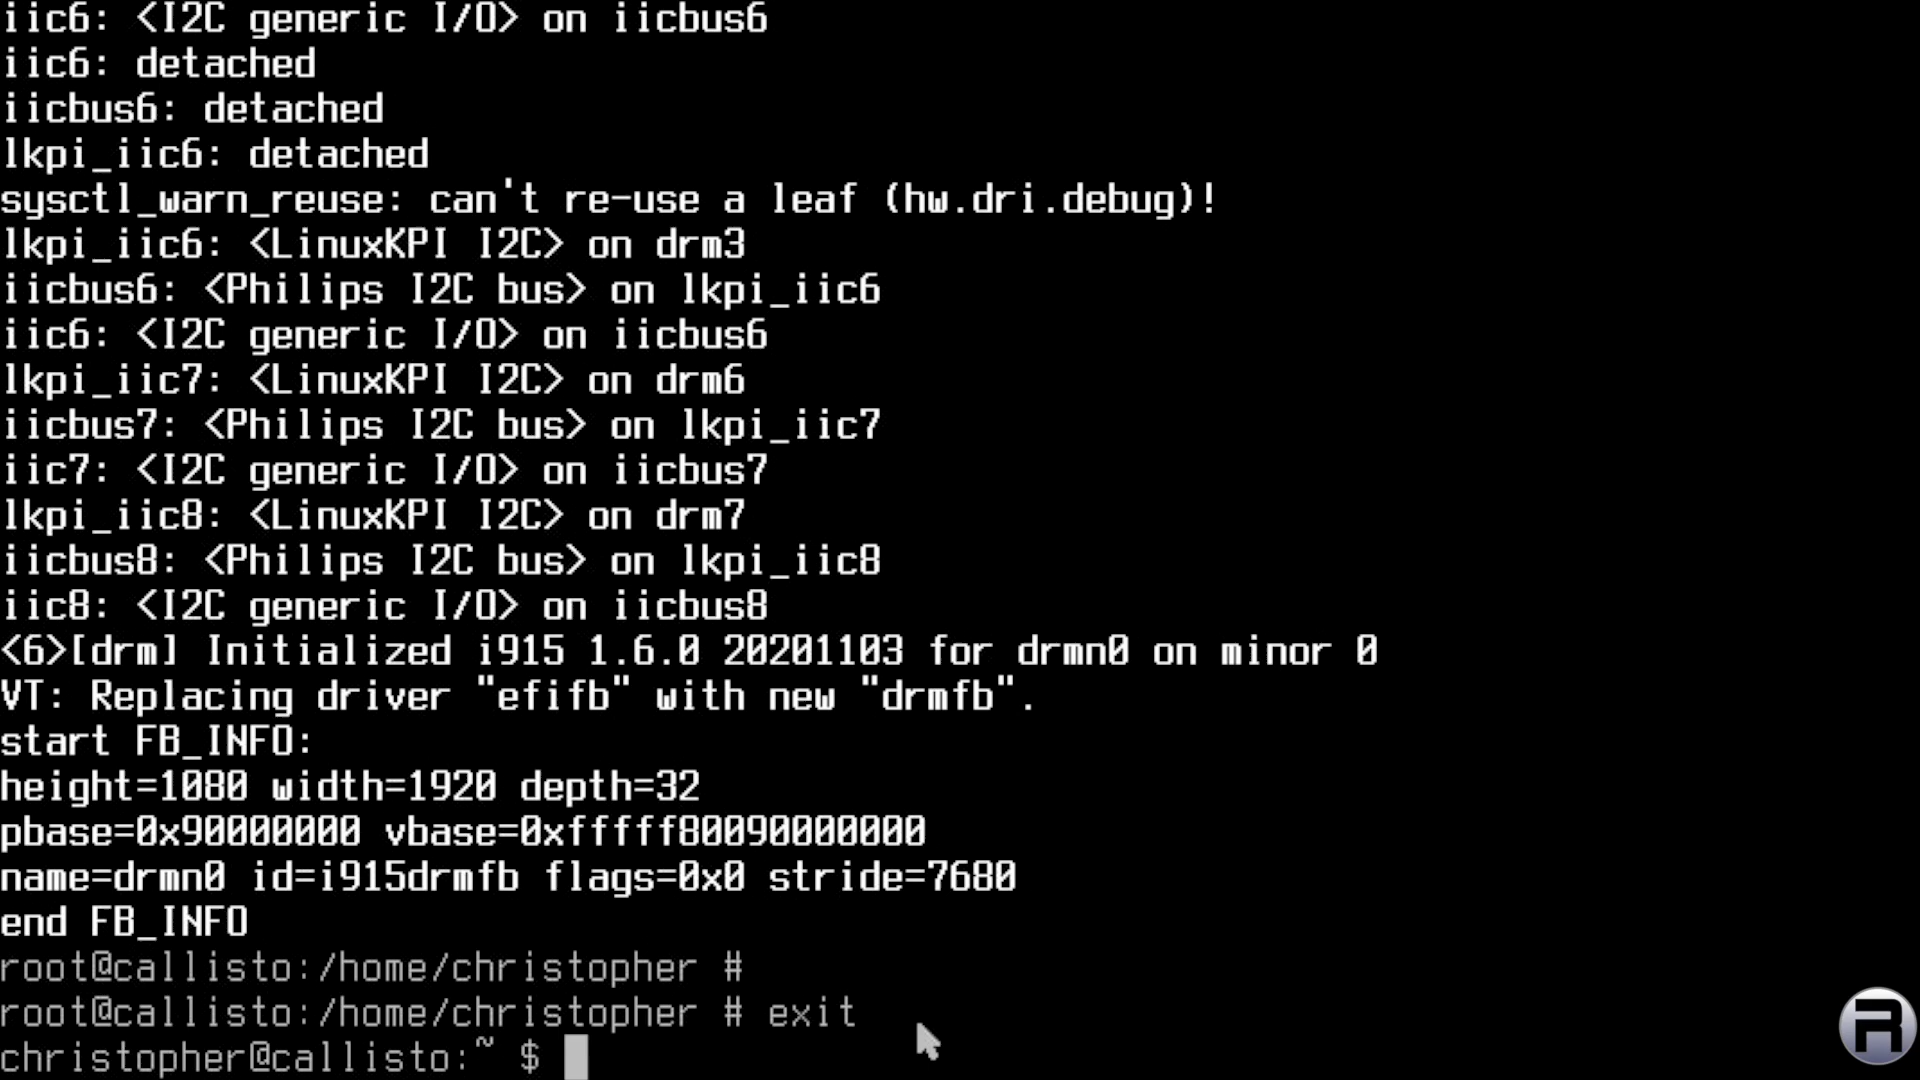 iic6: <I2C generic I/O> on iicbus6
iic6: detached
iicbus6: detached
lkpi_iic6: detached
sysctl_warn_reuse: can't re-use a leaf (hw.dri.debug)!
lkpi_iic6: <LinuxKPI I2C> on drm3
iicbus6: <Philips I2C bus> on lkpi_iic6
iic6: <I2C generic I/O> on iicbus6
lkpi_iic7: <LinuxKPI I2C> on drm6
iicbus7: <Philips I2C bus> on lkpi_iic7
iic7: <I2C generic I/O> on iicbus7
lkpi_iic8: <LinuxKPI I2C> on drm7
iicbus8: <Philips I2C bus> on lkpi_iic8
iic8: <I2C generic I/O> on iicbus8
<6>[drm] Initialized i915 1.6.0 20201103 for drmn0 on minor 0
VT: Replacing driver "efifb" with new "drmfb".
start FB_INFO:
height=1080 width=1920 depth=32
pbase=0x90000000 vbase=0xfffff80090000000
name=drmn0 id=i915drmfb flags=0x0 stride=7680
end FB_INFO
root@callisto:/home/christopher #
root@callisto:/home/christopher # exit
christopher@callisto:~ $
R